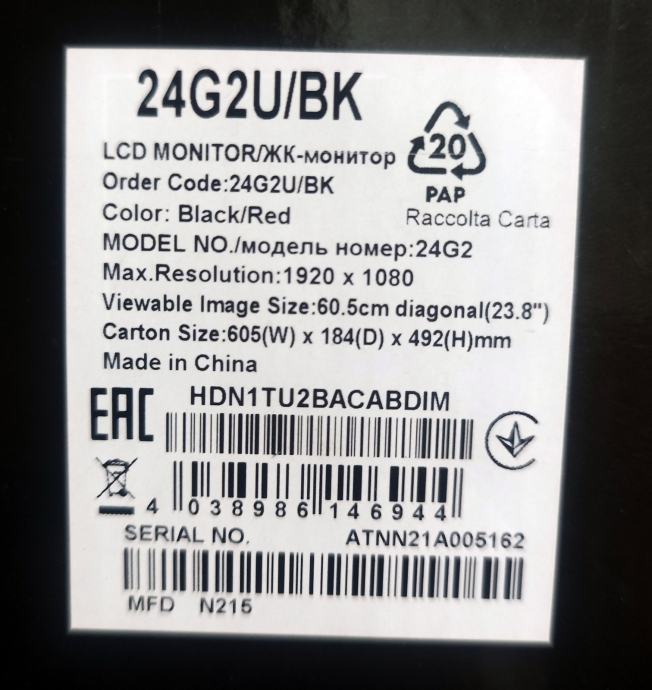 24G2U/BK
LCD MONITOR/ЖК-монитор
20
PAP
Order Code:24G2U/BK
Color: Black/Red
Raccolta Carta
MODEL NO./модель номер:24G2
Max.Resolution:1920 x 1080
Viewable Image Size:60.5cm diagonal(23.8")
Carton Size:605(W) x 184(D) x 492(H)mm
Made in China
EAC
HDN1TU2BACABDIM
4 038986 146944
SERIAL NO. ATNN21A005162
MFD N215